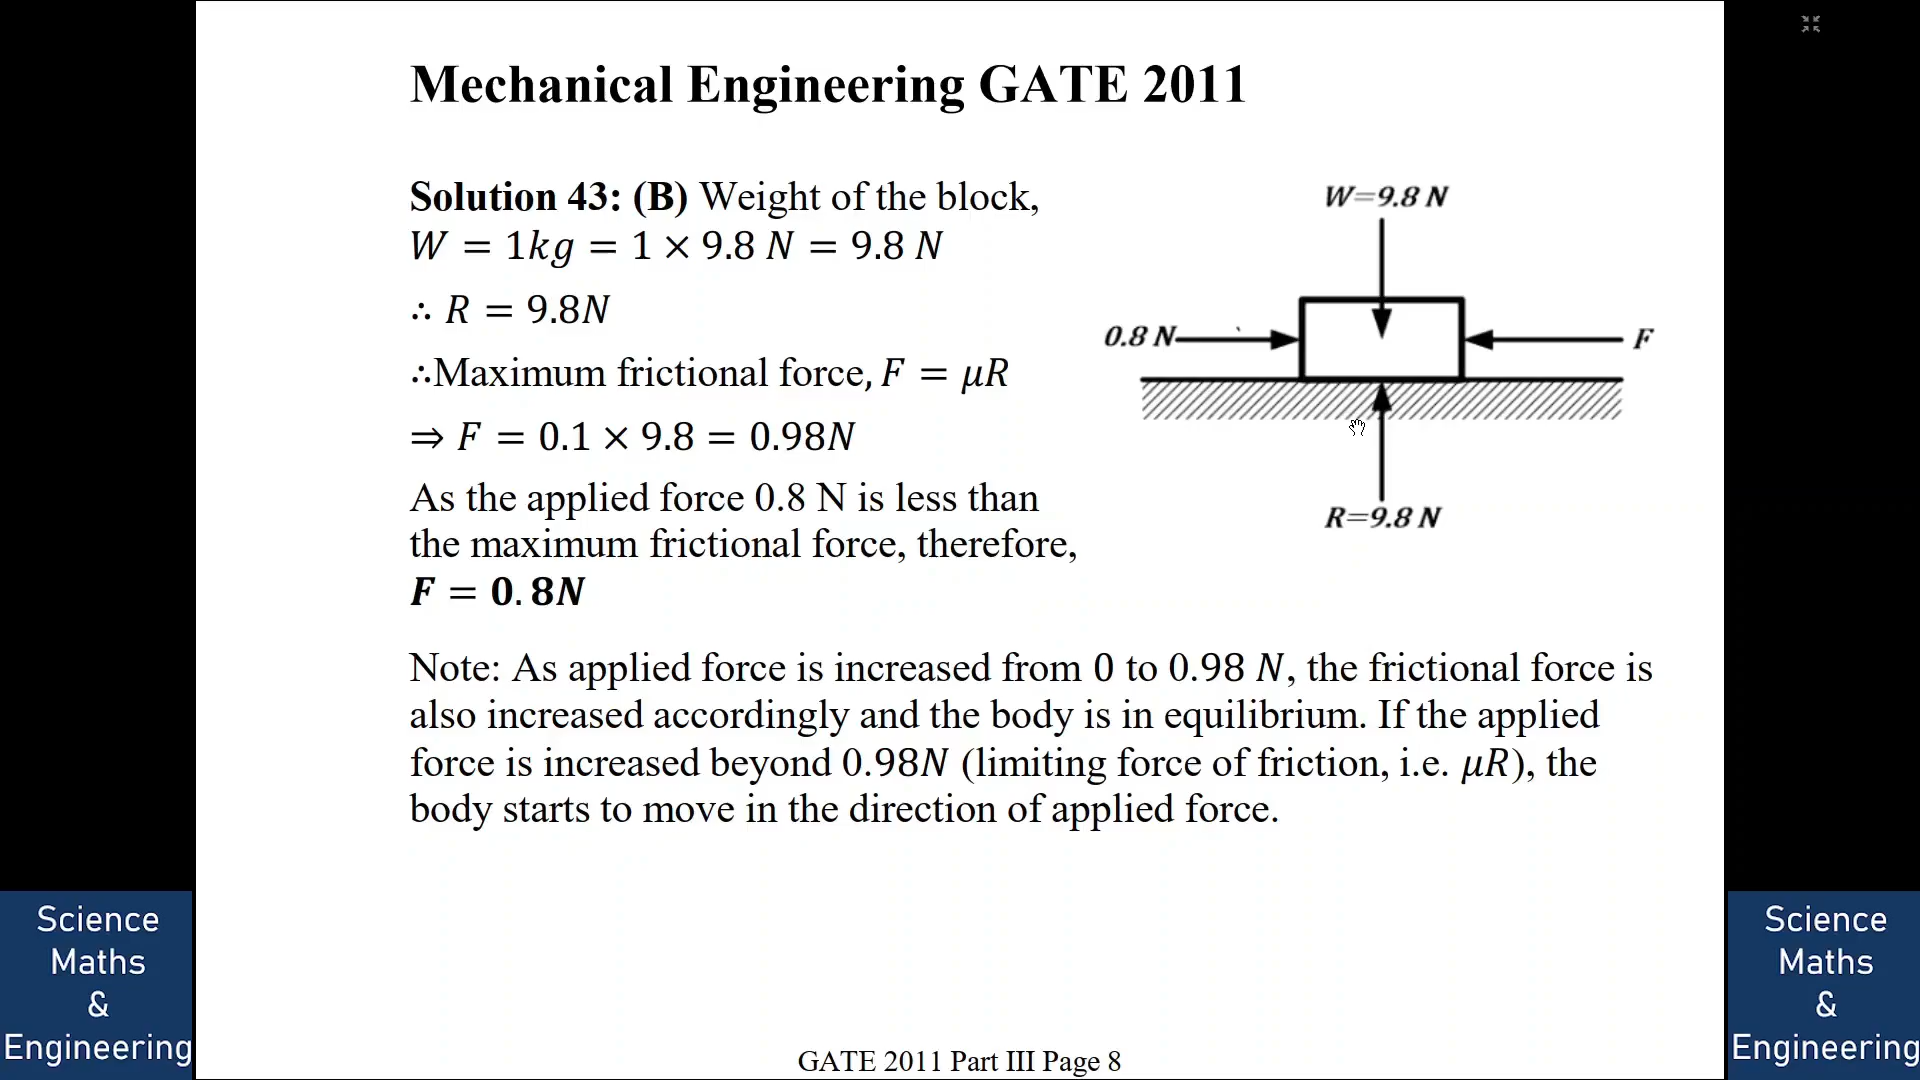 Mechanical Engineering GATE 2011
Solution 43: (B) Weight of the block,
W = 1kg = 1 × 9.8 N = 9.8 N
∴ R = 9.8N
∴Maximum frictional force, F = μR
⇒ F = 0.1 × 9.8 = 0.98N
As the applied force 0.8 N is less than
the maximum frictional force, therefore,
F = 0.8N
W=9.8 N
0.8 N
F
R=9.8 N
Note: As applied force is increased from 0 to 0.98 N, the frictional force is
also increased accordingly and the body is in equilibrium. If the applied
force is increased beyond 0.98N (limiting force of friction, i.e. μR), the
body starts to move in the direction of applied force.
Science
Maths
&
Engineering
Science
Maths
&
Engineering
GATE 2011 Part III Page 8